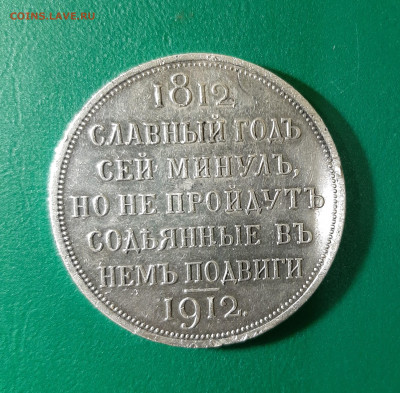 COINS.LAVE.RU
1812
СЛАВНЫЙ ГОДЪ
СЕЙ МИНУЛЪ,
НО НЕ ПРОЙДУТЪ
СОДѢЯННЫЕ ВЪ
НЕМЪ ПОДВИГИ
1912.